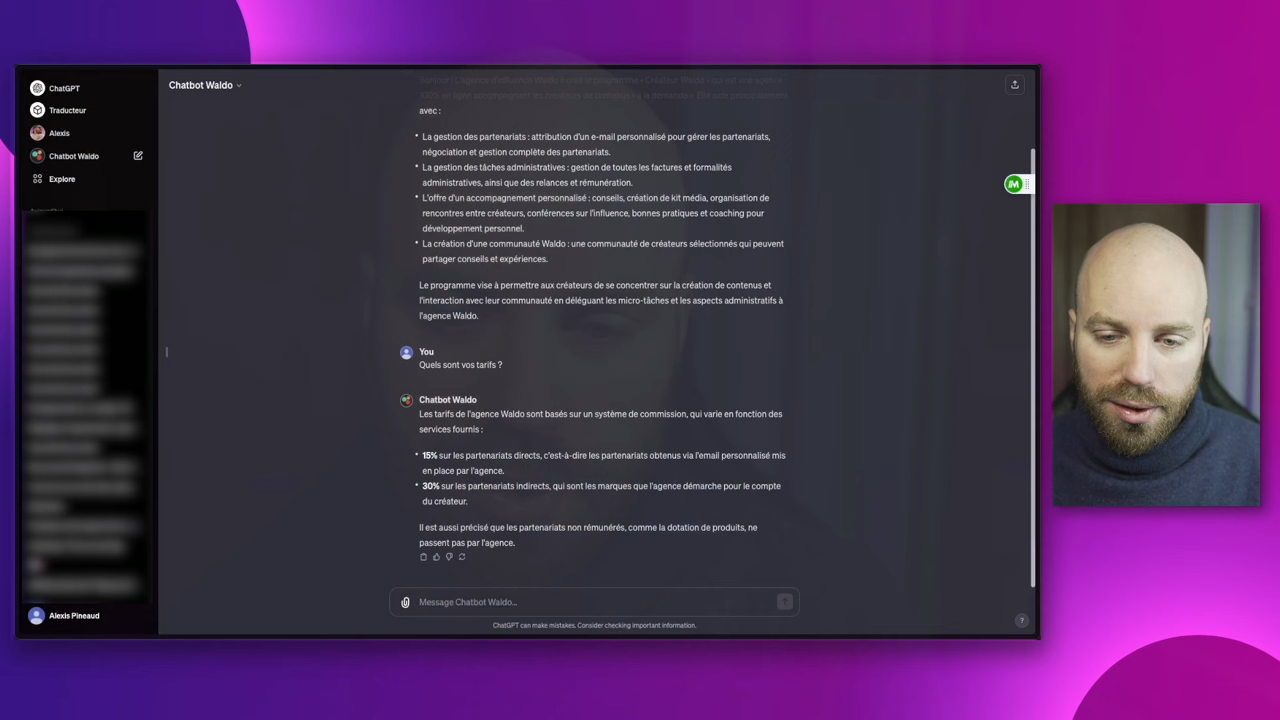 ChatGPT
Traducteur
Alexis
Chatbot Waldo
Explore
Alexis Pineaud
Chatbot Waldo
avec :
• La gestion des partenariats : attribution d'un e-mail personnalisé pour gérer les partenariats,
négociation et gestion complète des partenariats.
• La gestion des tâches administratives : gestion de toutes les factures et formalités
administratives, ainsi que des relances et rémunération.
• L'offre d'un accompagnement personnalisé : conseils, création de kit média, organisation de
rencontres entre créateurs, conférences sur l'influence, bonnes pratiques et coaching pour
développement personnel.
• La création d'une communauté Waldo : une communauté de créateurs sélectionnés qui peuvent
partager conseils et expériences.
Le programme vise à permettre aux créateurs de se concentrer sur la création de contenus et
l'interaction avec leur communauté en déléguant les micro-tâches et les aspects administratifs à
l'agence Waldo.
You
Quels sont vos tarifs ?
Chatbot Waldo
Les tarifs de l'agence Waldo sont basés sur un système de commission, qui varie en fonction des
services fournis :
• 15% sur les partenariats directs, c'est-à-dire les partenariats obtenus via l'email personnalisé mis
en place par l'agence.
• 30% sur les partenariats indirects, qui sont les marques que l'agence démarche pour le compte
du créateur.
Il est aussi précisé que les partenariats non rémunérés, comme la dotation de produits, ne
passent pas par l'agence.
Message Chatbot Waldo...
ChatGPT can make mistakes. Consider checking important information.
?